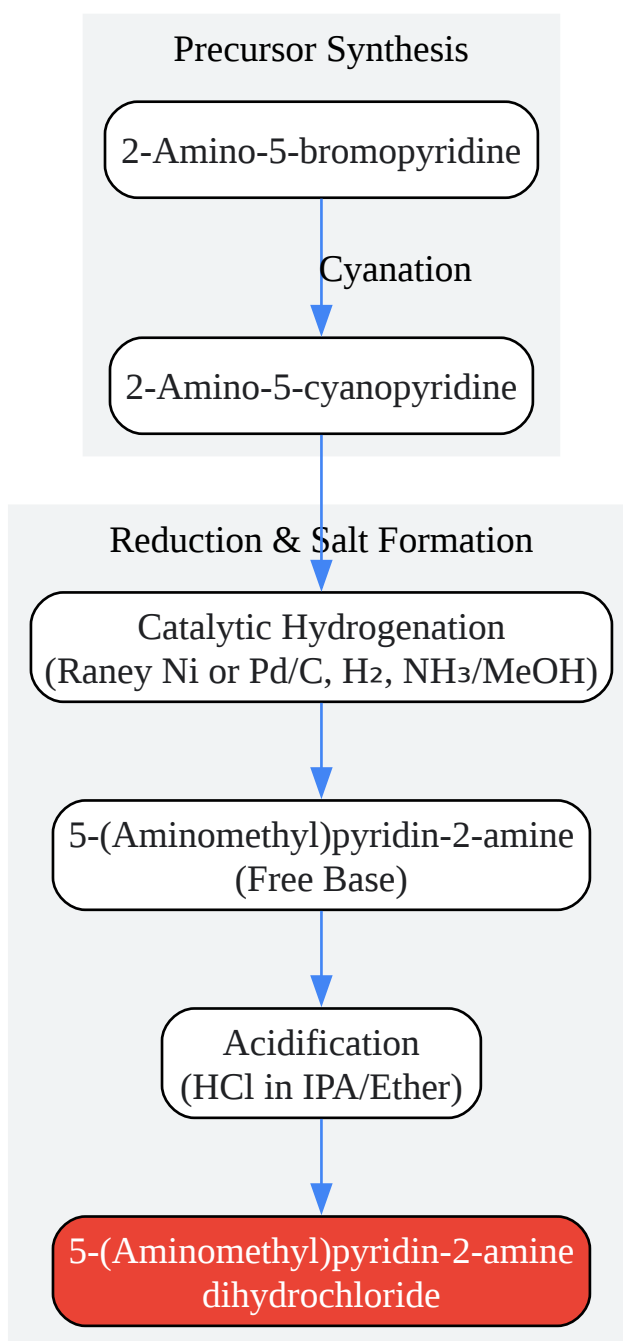 Precursor Synthesis
2-Amino-5-bromopyridine
Cyanation
2-Amino-5-cyanopyridine
Reduction & Salt Formation
Catalytic Hydrogenation
(Raney Ni or Pd/C, H₂, NH₃/MeOH)
5-(Aminomethyl)pyridin-2-amine
(Free Base)
Acidification
(HCl in IPA/Ether)
5-(Aminomethyl)pyridin-2-amine
dihydrochloride